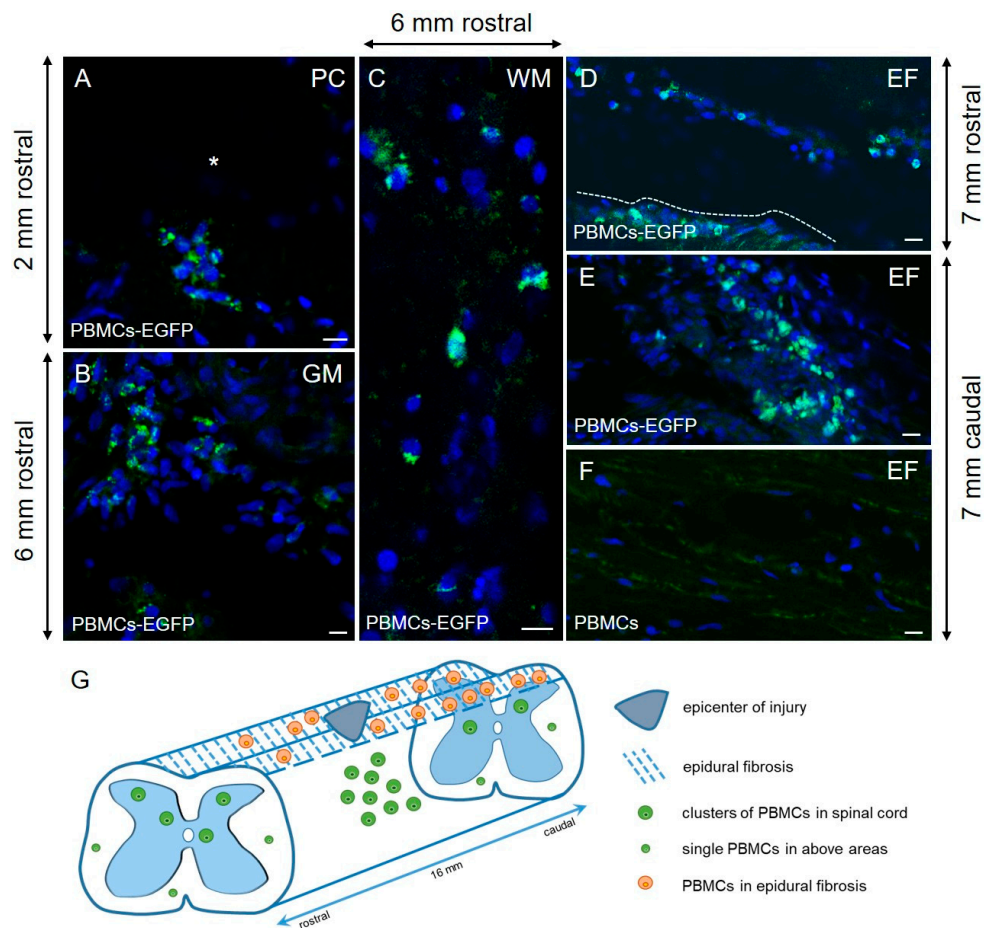 6 mm rostral
2 mm rostral
A
PC
*
PBMCs-EGFP
6 mm rostral
B
GM
PBMCs-EGFP
C
WM
PBMCs-EGFP
7 mm rostral
D
EF
PBMCs-EGFP
7 mm caudal
E
EF
PBMCs-EGFP
F
EF
PBMCs
G
rostral
16 mm
caudal
epicenter of injury
epidural fibrosis
clusters of PBMCs in spinal cord
single PBMCs in above areas
PBMCs in epidural fibrosis